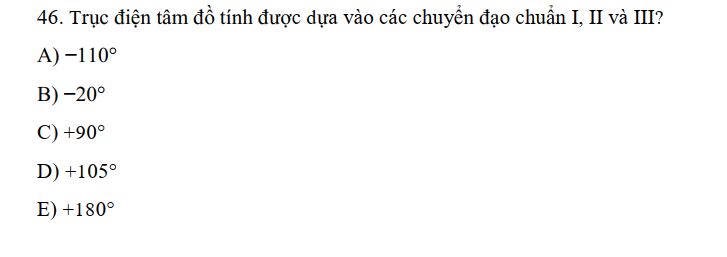 46. Trục điện tâm đồ tính được dựa vào các chuyển đạo chuẩn I, II và III?
A) −110°
B) −20°
C) +90°
D) +105°
E) +180°